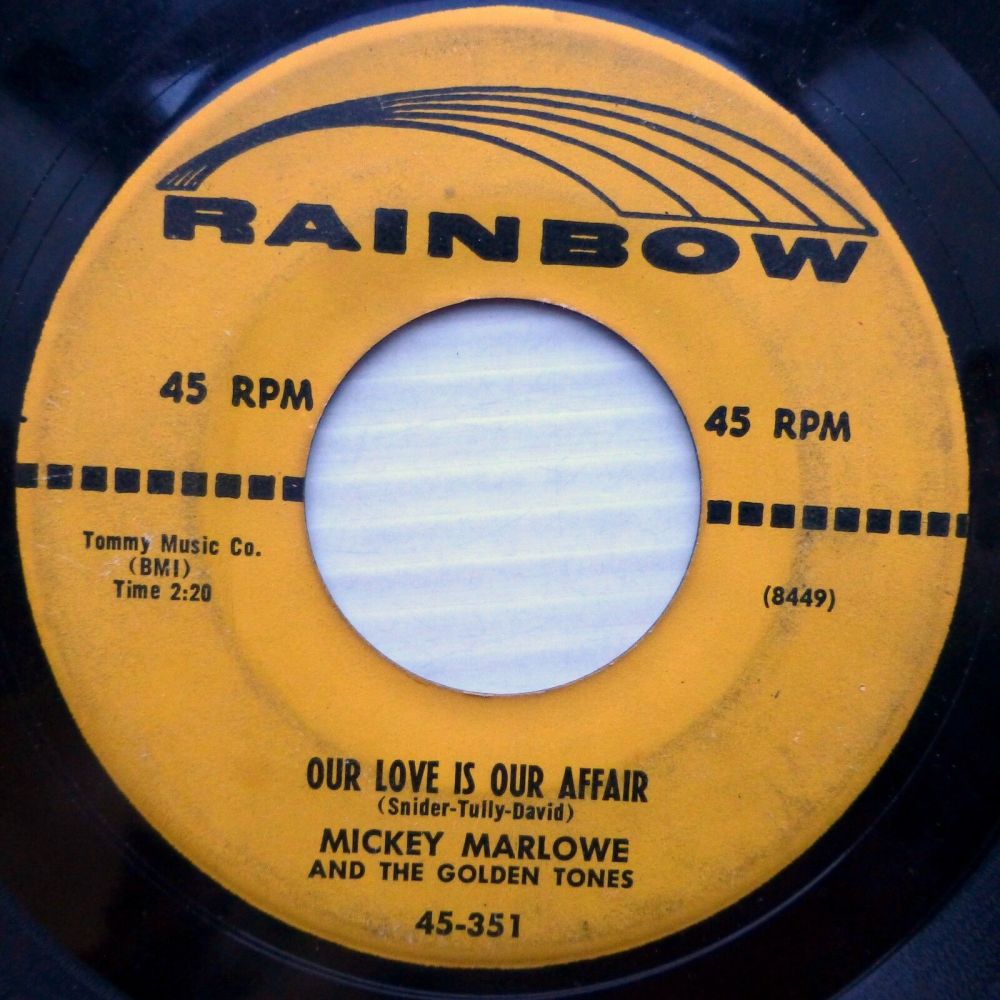 RAINBOW
45 RPM
45 RPM
Tommy Music Co.
(BMI)
Time 2:20
(8449)
OUR LOVE IS OUR AFFAIR
(Snider-Tully-David)
MICKEY MARLOWE
AND THE GOLDEN TONES
45-351